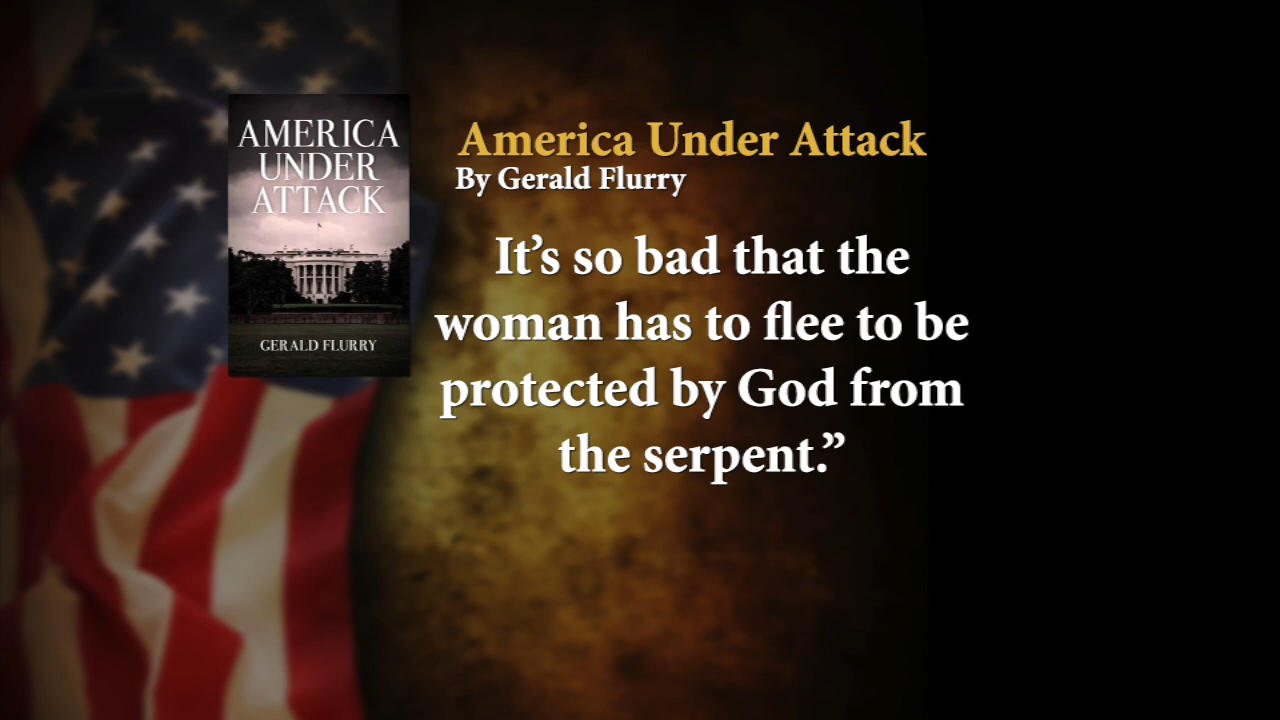 AMERICA
UNDER
ATTACK
GERALD FLURRY
America Under Attack
By Gerald Flurry
It’s so bad that the
woman has to flee to be
protected by God from
the serpent.”